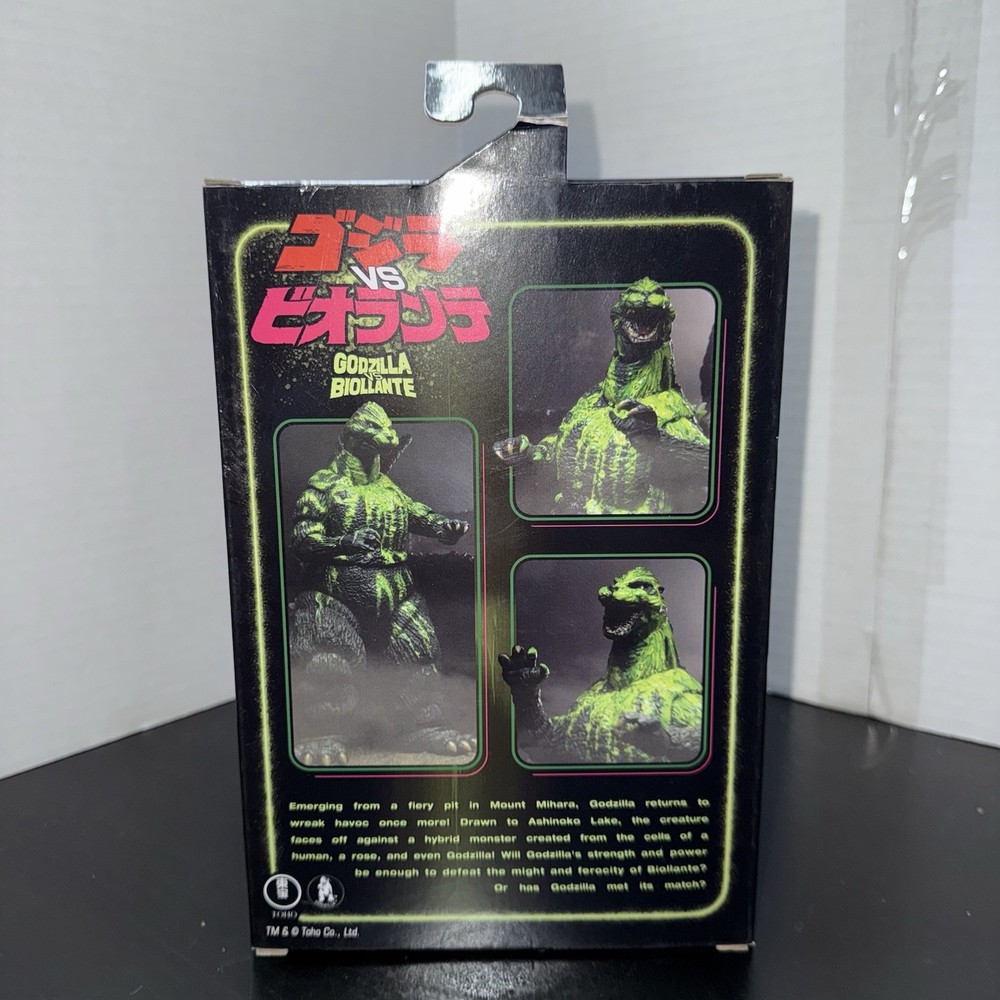 ゴジラ
VS
ビオランテ
GODZILLA
VS
BIOLLANTE
Emerging from a fiery pit in Mount Mihara, Godzilla returns to
wreak havoc once more! Drawn to Ashinoko Lake, the creature
faces off against a hybrid monster created from the cells of a
human, a rose, and even Godzilla! Will Godzilla's strength and power
be enough to defeat the might and ferocity of Biollante?
Or has Godzilla met its match?
東宝
TOHO
TM & © Toho Co., Ltd.